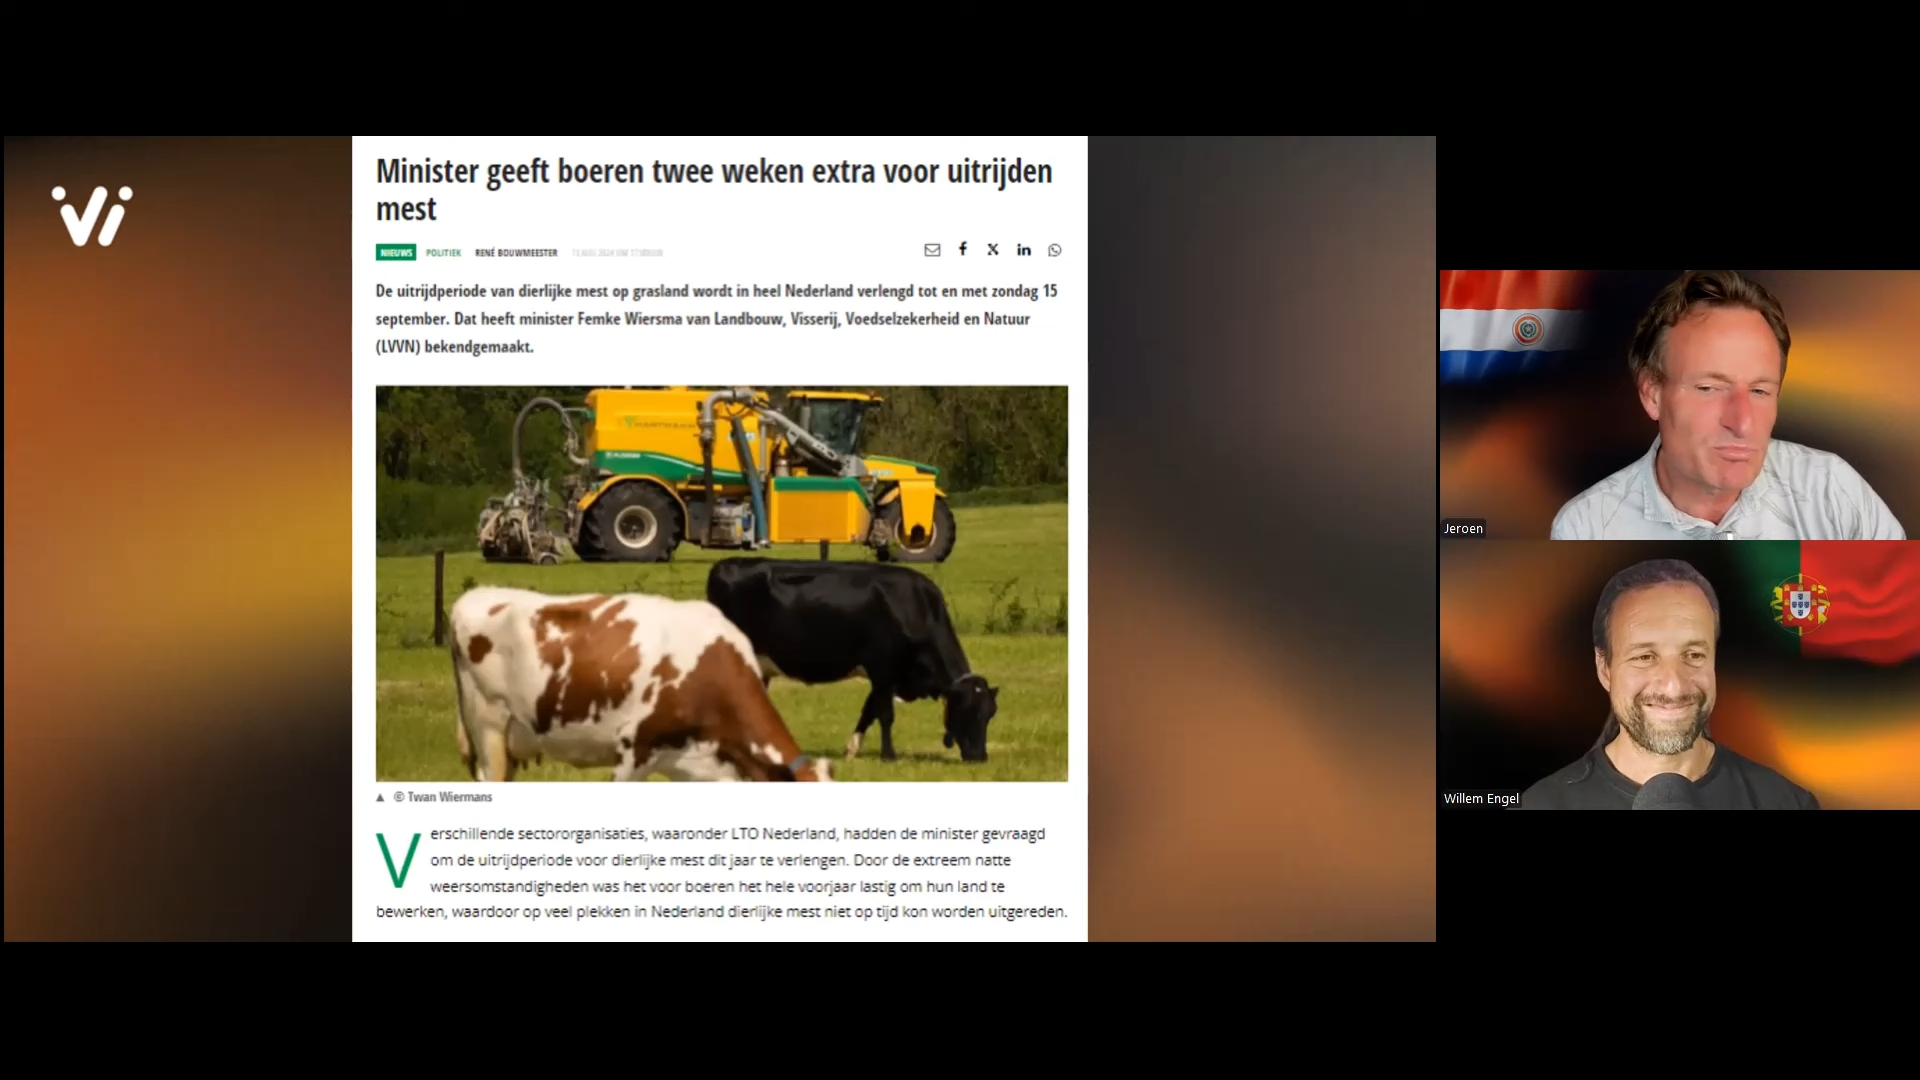 Minister geeft boeren twee weken extra voor uitrijden
mest
NIEUWS POLITIEK RENÉ BOUWMEESTER
De uitrijdperiode van dierlijke mest op grasland wordt in heel Nederland verlengd tot en met zondag 15
september. Dat heeft minister Femke Wiersma van Landbouw, Visserij, Voedselzekerheid en Natuur
(LVVN) bekendgemaakt.
▲ © Twan Wiermans
Verschillende sectororganisaties, waaronder LTO Nederland, hadden de minister gevraagd
om de uitrijdperiode voor dierlijke mest dit jaar te verlengen. Door de extreem natte
weersomstandigheden was het voor boeren het hele voorjaar lastig om hun land te
bewerken, waardoor op veel plekken in Nederland dierlijke mest niet op tijd kon worden uitgereden.
Jeroen
Willem Engel